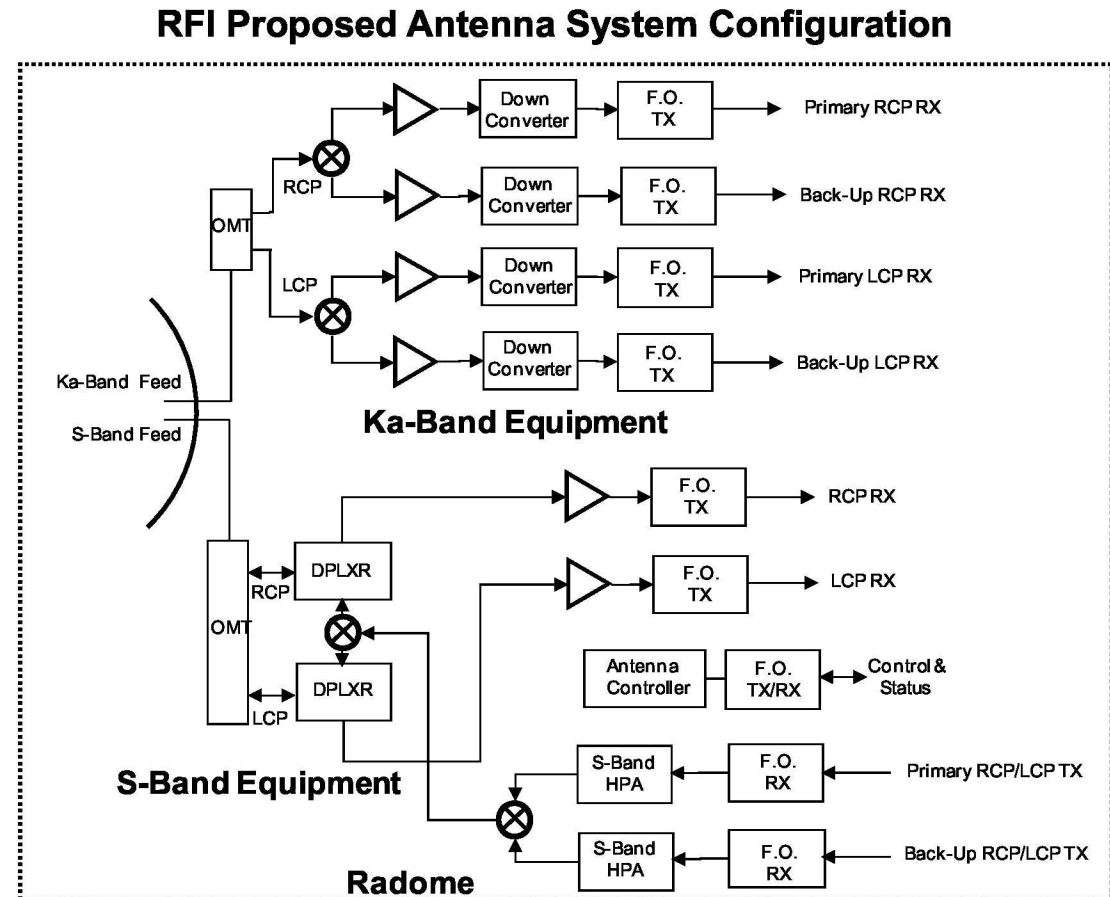 RFI Proposed Antenna System Configuration
Down
Converter
F.O.
TX
Primary RCP RX
RCP
Down
Converter
F.O.
TX
Back-Up RCP RX
OMT
LCP
Down
Converter
F.O.
TX
Primary LCP RX
Down
Converter
F.O.
TX
Back-Up LCP RX
Ka-Band Feed
S-Band Feed
Ka-Band Equipment
F.O.
TX
RCP RX
DPLXR
RCP
F.O.
TX
LCP RX
OMT
DPLXR
LCP
Antenna
Controller
F.O.
TX/RX
Control &
Status
S-Band Equipment
S-Band
HPA
F.O.
RX
Primary RCP/LCP TX
S-Band
HPA
F.O.
RX
Back-Up RCP/LCP TX
Radome